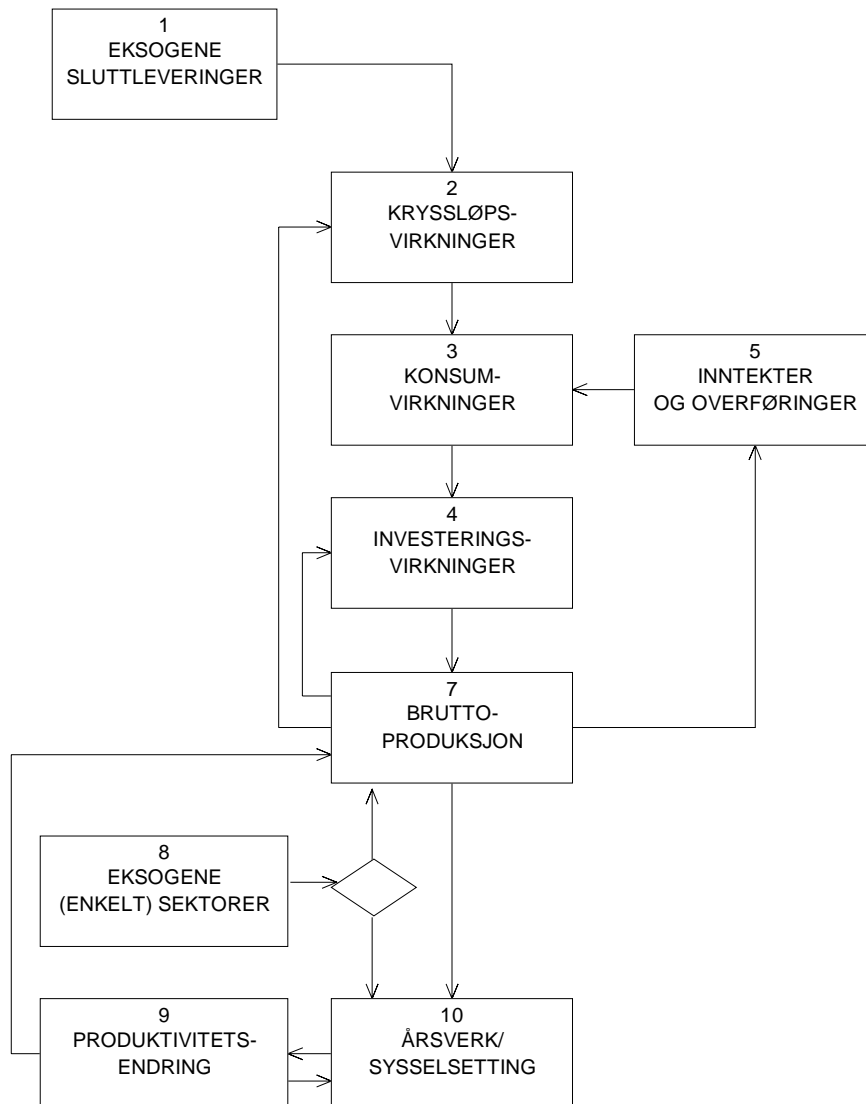 1
EKSOGENE
SLUTTLEVERINGER
2
KRYSSLØPS-
VIRKNINGER
3
KONSUM-
VIRKNINGER
5
INNTEKTER
OG OVERFØRINGER
4
INVESTERINGS-
VIRKNINGER
7
BRUTTO-
PRODUKSJON
8
EKSOGENE
(ENKELT) SEKTORER
9
PRODUKTIVITETS-
ENDRING
10
ÅRSVERK/
SYSSELSETTING